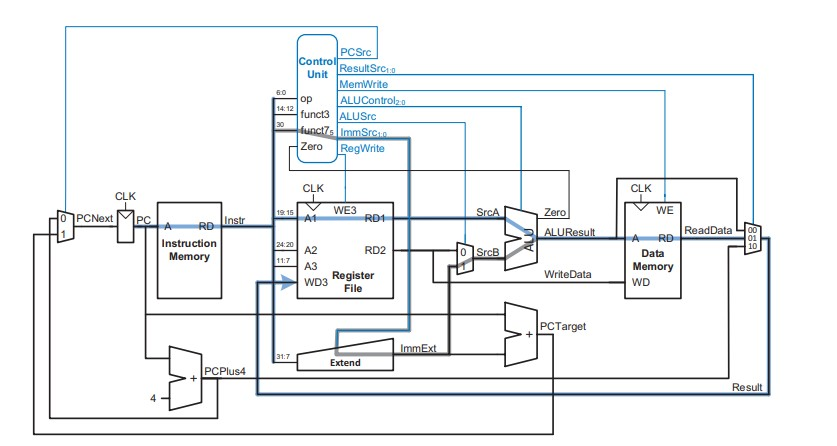 PCSrc
Control
Unit
ResultSrc1:0
MemWrite
6:0
op
ALUControl2:0
14:12
funct3
ALUSrc
30
funct75
ImmSrc1:0
Zero
RegWrite
CLK
CLK
CLK
0
1
PCNext
PC
A
RD
Instr
Instruction
Memory
19:15
A1
WE3
RD1
SrcA
Zero
WE
24:20
A2
RD2
0
1
SrcB
ALU
ALUResult
A
RD
ReadData
00
01
10
11:7
A3
WD3
Register
File
Data
Memory
WriteData
WD
+
PCTarget
31:7
Extend
ImmExt
+
PCPlus4
4
Result